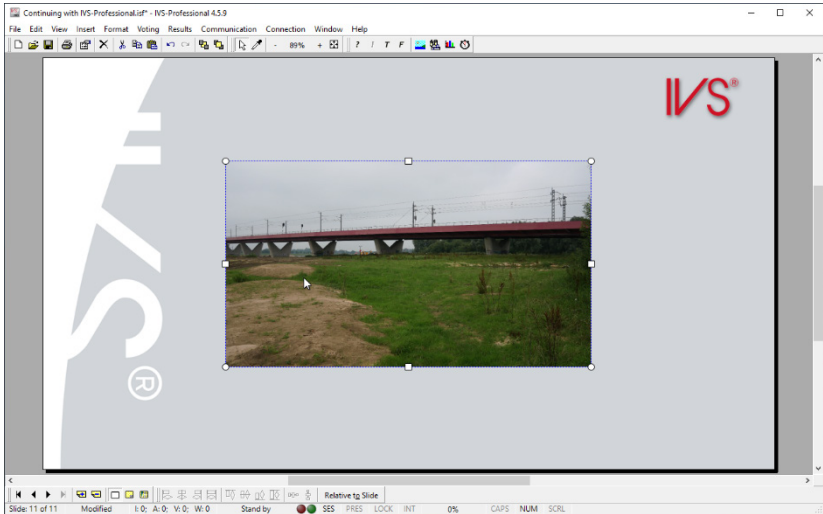 Continuing with IVS-Professional.isf* - IVS-Professional 4.5.9
File Edit View Insert Format Voting Results Communication Connection Window Help
- 89% + ? ! T F
IVS®
IVS®
Relative to Slide
Slide: 11 of 11 Modified I: 0; A: 0; V: 0; W: 0 Stand by SES PRES LOCK INT 0% CAPS NUM SCRL